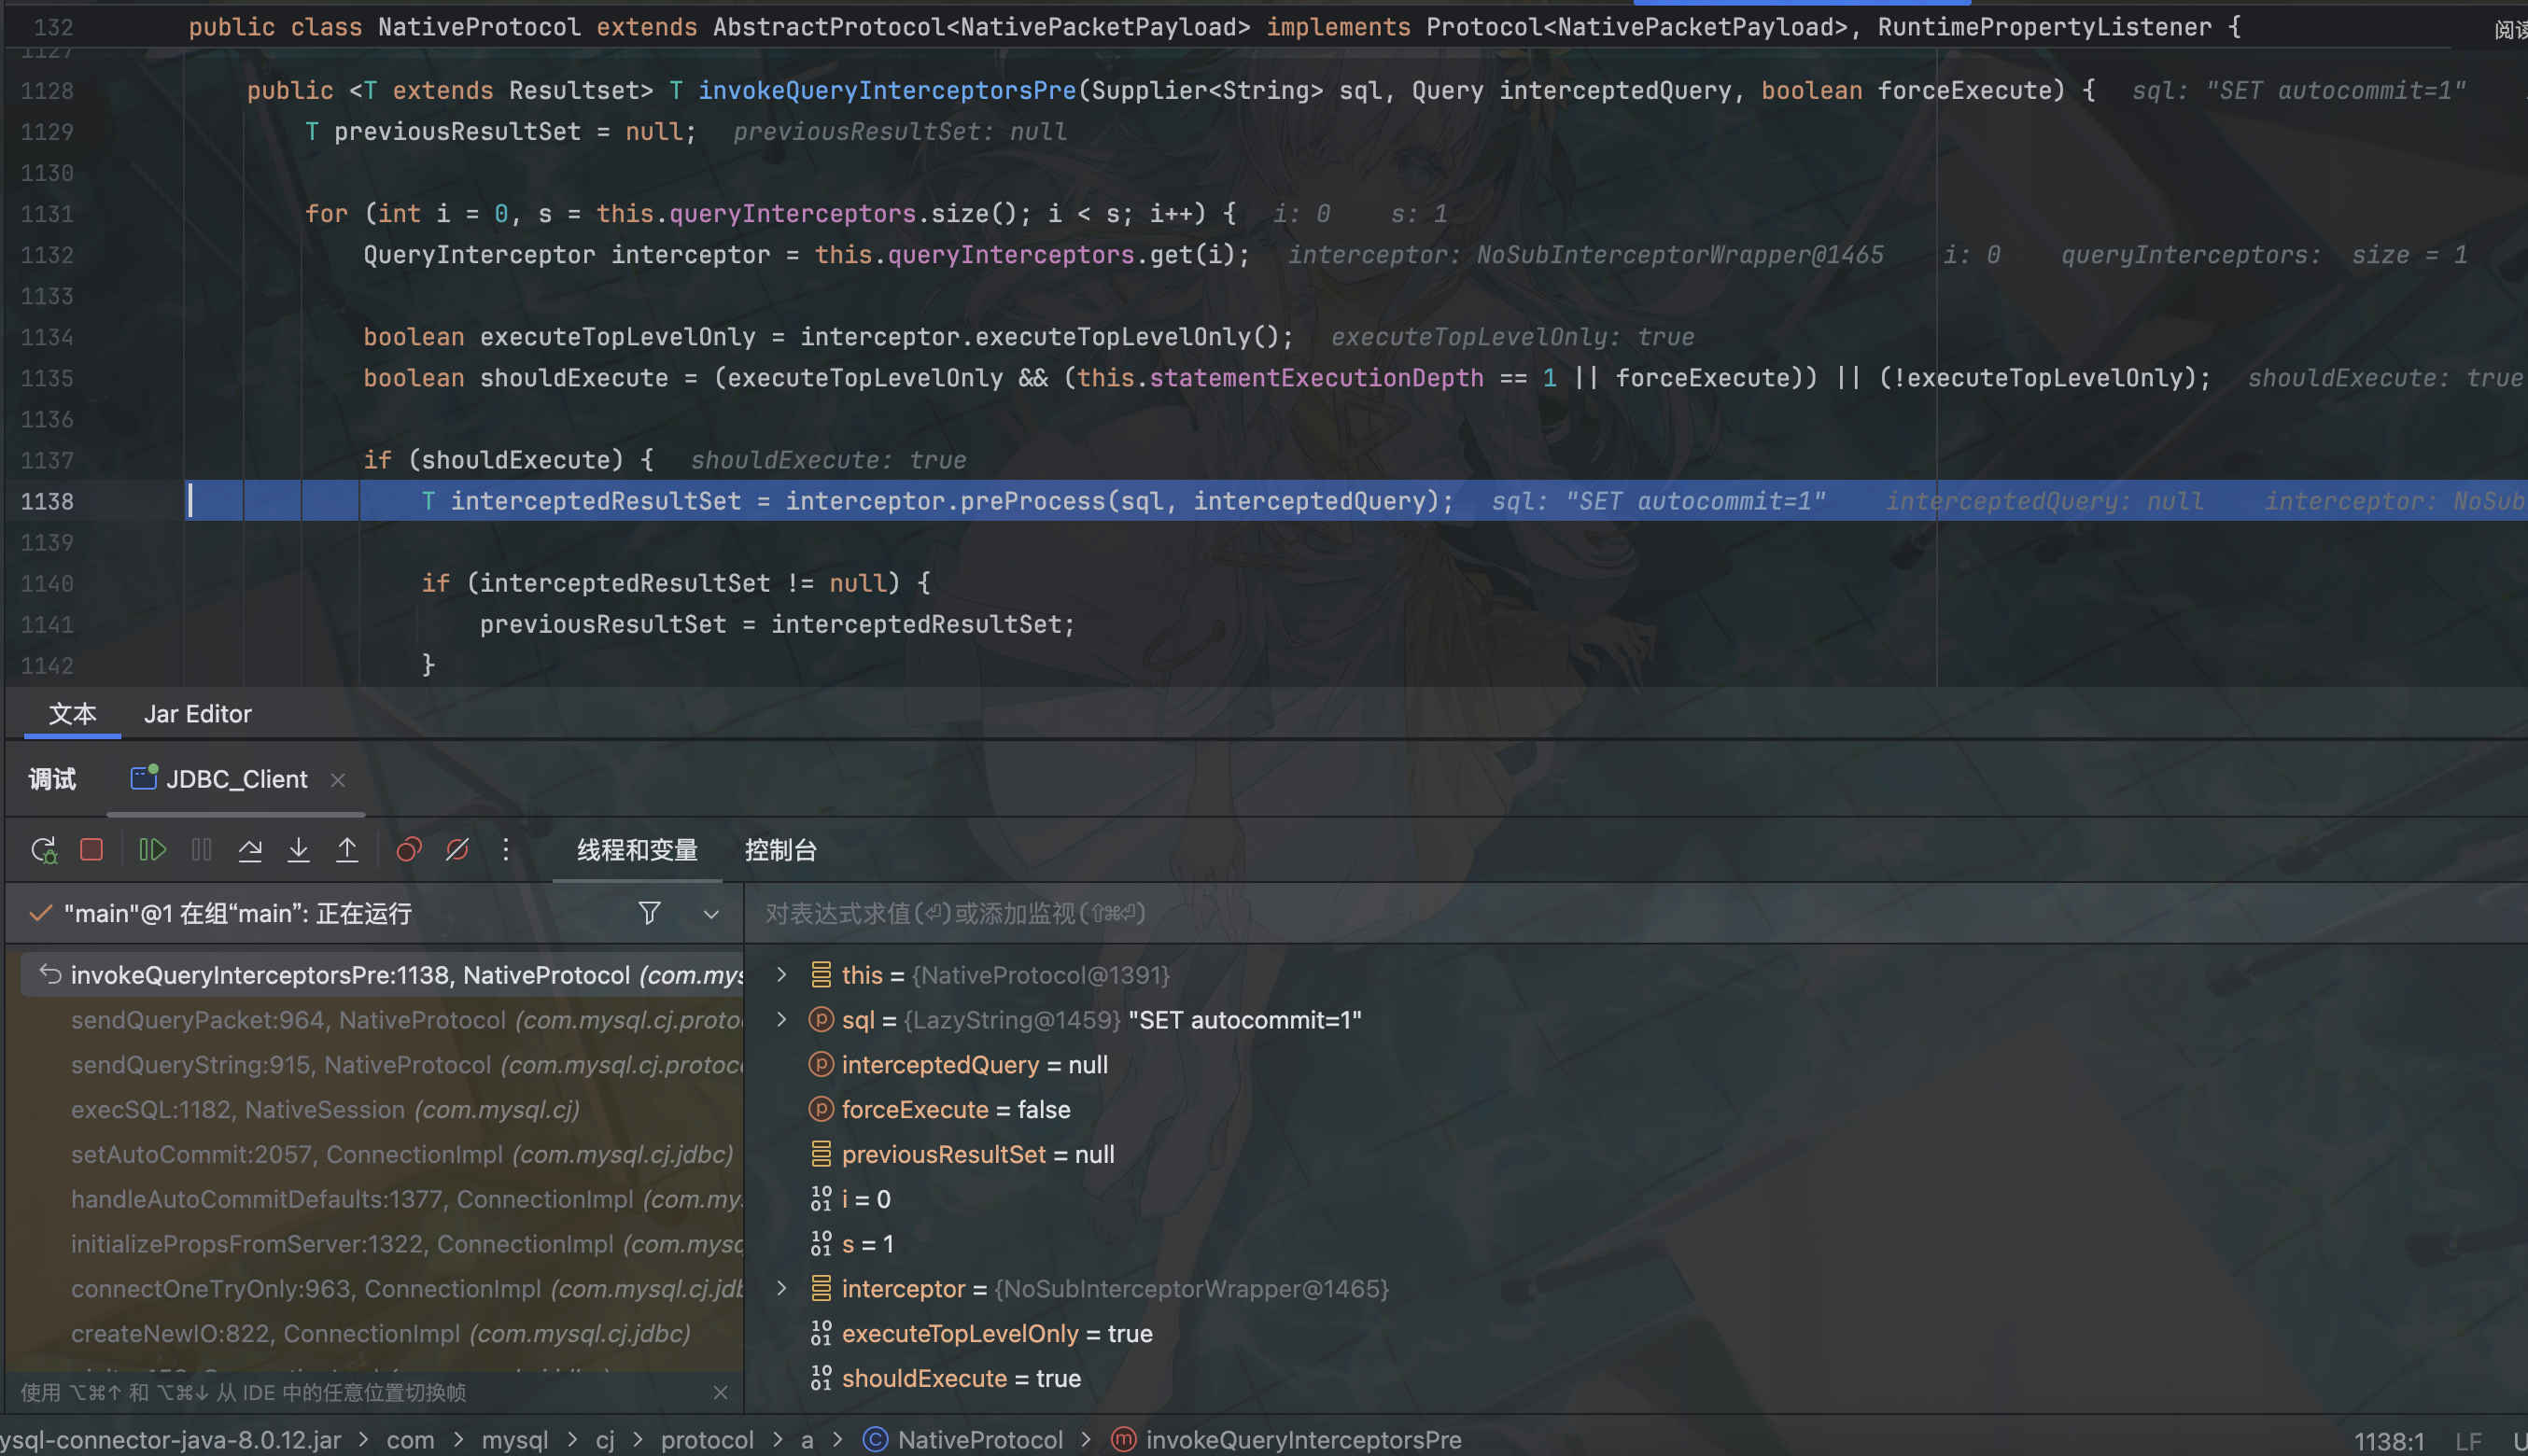 132 public class NativeProtocol extends AbstractProtocol<NativePacketPayload> implements Protocol<NativePacketPayload>, RuntimePropertyListener {
1127
1128 public <T extends Resultset> T invokeQueryInterceptorsPre(Supplier<String> sql, Query interceptedQuery, boolean forceExecute) { sql: "SET autocommit=1"
1129 T previousResultSet = null; previousResultSet: null
1130
1131 for (int i = 0, s = this.queryInterceptors.size(); i < s; i++) { i: 0 s: 1
1132 QueryInterceptor interceptor = this.queryInterceptors.get(i); interceptor: NoSubInterceptorWrapper@1465 i: 0 queryInterceptors: size = 1
1133
1134 boolean executeTopLevelOnly = interceptor.executeTopLevelOnly(); executeTopLevelOnly: true
1135 boolean shouldExecute = (executeTopLevelOnly && (this.statementExecutionDepth == 1 || forceExecute)) || (!executeTopLevelOnly); shouldExecute: true
1136
1137 if (shouldExecute) { shouldExecute: true
1138 T interceptedResultSet = interceptor.preProcess(sql, interceptedQuery); sql: "SET autocommit=1" interceptedQuery: null interceptor: NoSub
1139
1140 if (interceptedResultSet != null) {
1141 previousResultSet = interceptedResultSet;
1142 }
文本 Jar Editor
调试 JDBC_Client
线程和变量 控制台
"main"@1 在组“main”: 正在运行
对表达式求值(⏎)或添加监视(⇧⌘⏎)
invokeQueryInterceptorsPre:1138, NativeProtocol (com.mys
sendQueryPacket:964, NativeProtocol (com.mysql.cj.proto
sendQueryString:915, NativeProtocol (com.mysql.cj.protoc
execSQL:1182, NativeSession (com.mysql.cj)
setAutoCommit:2057, ConnectionImpl (com.mysql.cj.jdbc)
handleAutoCommitDefaults:1377, ConnectionImpl (com.my
initializePropsFromServer:1322, ConnectionImpl (com.mysq
connectOneTryOnly:963, ConnectionImpl (com.mysql.cj.jdb
createNewIO:822, ConnectionImpl (com.mysql.cj.jdbc)
使用 ⌥⌘↑ 和 ⌥⌘↓ 从 IDE 中的任意位置切换帧
this = {NativeProtocol@1391}
sql = {LazyString@1459} "SET autocommit=1"
interceptedQuery = null
forceExecute = false
previousResultSet = null
i = 0
s = 1
interceptor = {NoSubInterceptorWrapper@1465}
executeTopLevelOnly = true
shouldExecute = true
ysql-connector-java-8.0.12.jar > com > mysql > cj > protocol > a > NativeProtocol > invokeQueryInterceptorsPre 1138:1 LF